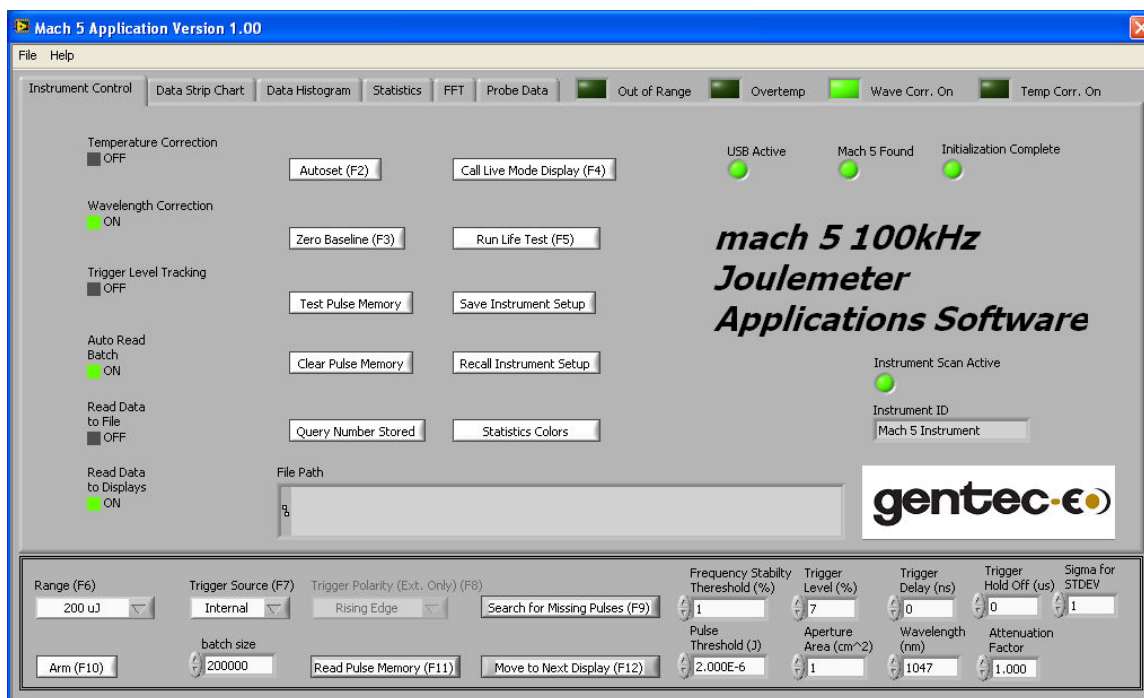 Mach 5 Application Version 1.00
File Help
Instrument Control Data Strip Chart Data Histogram Statistics FFT Probe Data Out of Range Overtemp Wave Corr. On Temp Corr. On
Temperature Correction
OFF
Wavelength Correction
ON
Trigger Level Tracking
OFF
Auto Read
Batch
ON
Read Data
to File
OFF
Read Data
to Displays
ON
Autoset (F2)
Call Live Mode Display (F4)
Zero Baseline (F3)
Run Life Test (F5)
Test Pulse Memory
Save Instrument Setup
Clear Pulse Memory
Recall Instrument Setup
Query Number Stored
Statistics Colors
File Path
USB Active
Mach 5 Found
Initialization Complete
mach 5 100kHz
Joulemeter
Applications Software
Instrument Scan Active
Instrument ID
Mach 5 Instrument
gentec-eo
Range (F6)
200 uJ
Trigger Source (F7)
Internal
Trigger Polarity (Ext. Only) (F8)
Rising Edge
Search for Missing Pulses (F9)
Frequency Stabilty
Thereshold (%)
1
Trigger
Level (%)
7
Trigger
Delay (ns)
0
Trigger
Hold Off (us)
0
Sigma for
STDEV
1
Arm (F10)
batch size
200000
Read Pulse Memory (F11)
Move to Next Display (F12)
Pulse
Threshold (J)
2.000E-6
Aperture
Area (cm^2)
1
Wavelength
(nm)
1047
Attenuation
Factor
1.000